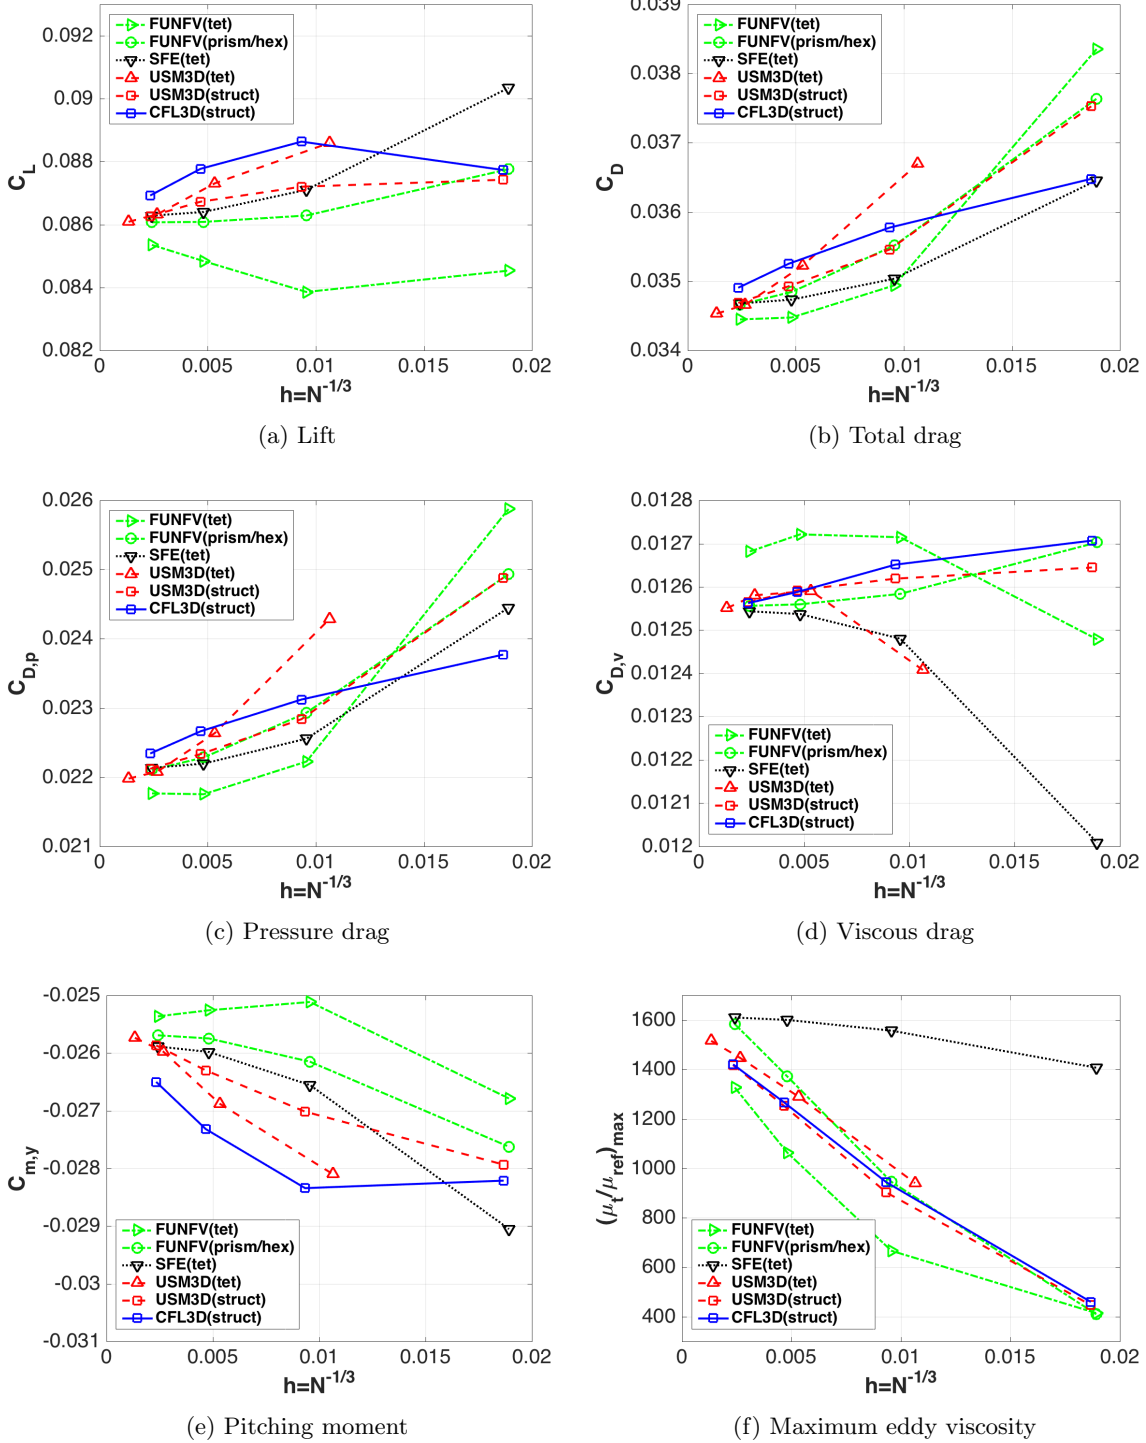 0.092
0.09
0.088
0.086
0.084
0.082
C_L
FUNFV(tet)
FUNFV(prism/hex)
SFE(tet)
USM3D(tet)
USM3D(struct)
CFL3D(struct)
0 0.005 0.01 0.015 0.02
h=N^-1/3
(a) Lift
0.039
0.038
0.037
0.036
0.035
0.034
C_D
FUNFV(tet)
FUNFV(prism/hex)
SFE(tet)
USM3D(tet)
USM3D(struct)
CFL3D(struct)
0 0.005 0.01 0.015 0.02
h=N^-1/3
(b) Total drag
0.026
0.025
0.024
0.023
0.022
0.021
C_D,p
FUNFV(tet)
FUNFV(prism/hex)
SFE(tet)
USM3D(tet)
USM3D(struct)
CFL3D(struct)
0 0.005 0.01 0.015 0.02
h=N^-1/3
(c) Pressure drag
0.0128
0.0127
0.0126
0.0125
0.0124
0.0123
0.0122
0.0121
0.012
C_D,v
FUNFV(tet)
FUNFV(prism/hex)
SFE(tet)
USM3D(tet)
USM3D(struct)
CFL3D(struct)
0 0.005 0.01 0.015 0.02
h=N^-1/3
(d) Viscous drag
-0.025
-0.026
-0.027
-0.028
-0.029
-0.03
-0.031
C_m,y
FUNFV(tet)
FUNFV(prism/hex)
SFE(tet)
USM3D(tet)
USM3D(struct)
CFL3D(struct)
0 0.005 0.01 0.015 0.02
h=N^-1/3
(e) Pitching moment
1600
1400
1200
1000
800
600
400
(μ_t/μ_ref)_max
FUNFV(tet)
FUNFV(prism/hex)
SFE(tet)
USM3D(tet)
USM3D(struct)
CFL3D(struct)
0 0.005 0.01 0.015 0.02
h=N^-1/3
(f) Maximum eddy viscosity